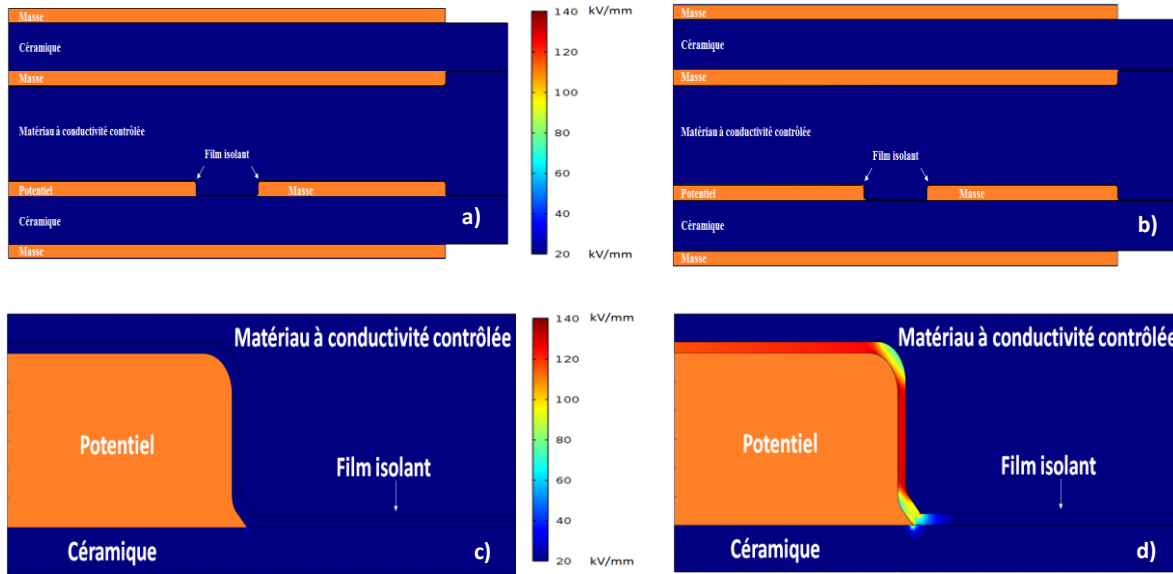 Masse
Céramique
Masse
Matériau à conductivité contrôlée
Film isolant
Potentiel
Masse
Céramique
Masse
a)
140 kV/mm
120
100
80
60
40
20 kV/mm
Masse
Céramique
Masse
Matériau à conductivité contrôlée
Film isolant
Potentiel
Masse
Céramique
Masse
b)
Matériau à conductivité contrôlée
Potentiel
Film isolant
Céramique
c)
140 kV/mm
120
100
80
60
40
20 kV/mm
Matériau à conductivité contrôlée
Potentiel
Film isolant
Céramique
d)